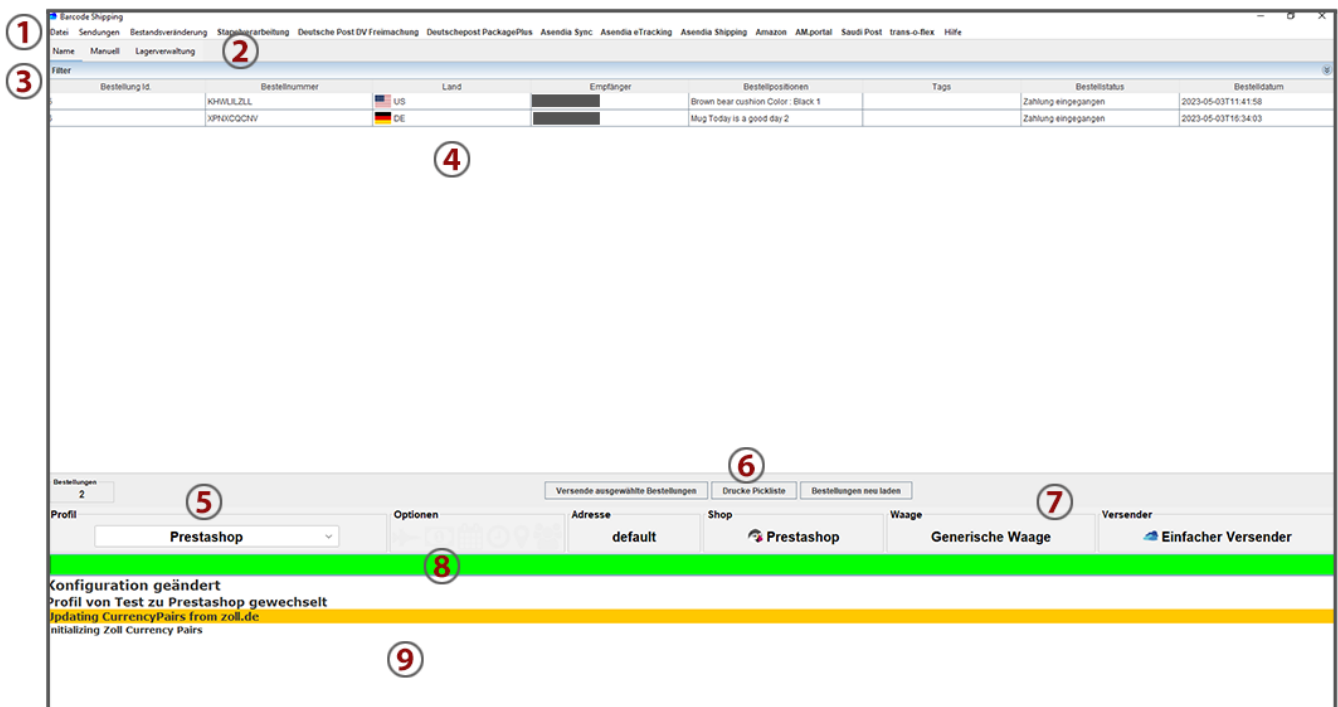 Barcode Shipping
1
Datei Sendungen Bestandsveränderung Stapelverarbeitung Deutsche Post DV Freimachung Deutschepost PackagePlus Asendia Sync Asendia eTracking Asendia Shipping Amazon AM.portal Saudi Post trans-o-flex Hilfe
Name Manuell Lagerverwaltung
2
3
Filter
Bestellung Id. Bestellnummer Land Empfänger Bestellpositionen Tags Bestellstatus Bestelldatum
US Brown bear cushion Color : Black 1 Zahlung eingegangen 2023-05-03T11:41:58
XPNXCQCNV DE Mug Today is a good day 2 Zahlung eingegangen 2023-05-03T16:34:03
4
Bestellungen
2
5
6
7
Versende ausgewählte Bestellungen Drucke Pickliste Bestellungen neu laden
Profil Optionen Adresse Shop Waage Versender
Prestashop default Prestashop Generische Waage Einfacher Versender
8
Konfiguration geändert
Profil von Test zu Prestashop gewechselt
Updating CurrencyPairs from zoll.de
nitializing Zoll Currency Pairs
9